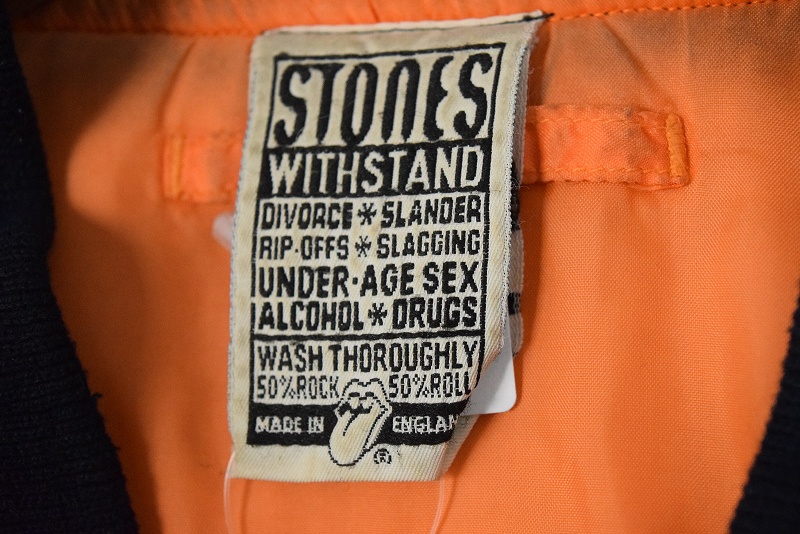 STONES
WITHSTAND
DIVORCE * SLANDER
RIP-OFFS * SLAGGING
UNDER-AGE SEX
ALCOHOL * DRUGS
WASH THOROUGHLY
50% ROCK 50% ROLL
MADE IN ENGLAN
®